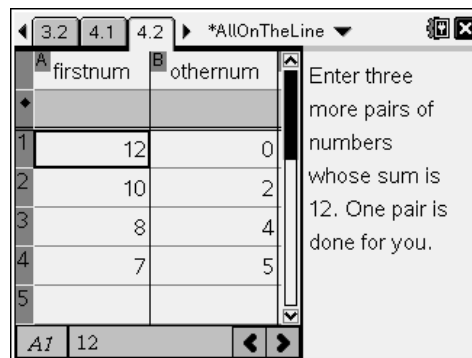 3.2 4.1 4.2 *AllOnTheLine
A firstnum B othernum
Enter three
more pairs of
numbers
whose sum is
12. One pair is
done for you.
1 12 0
2 10 2
3 8 4
4 7 5
5
A1 12